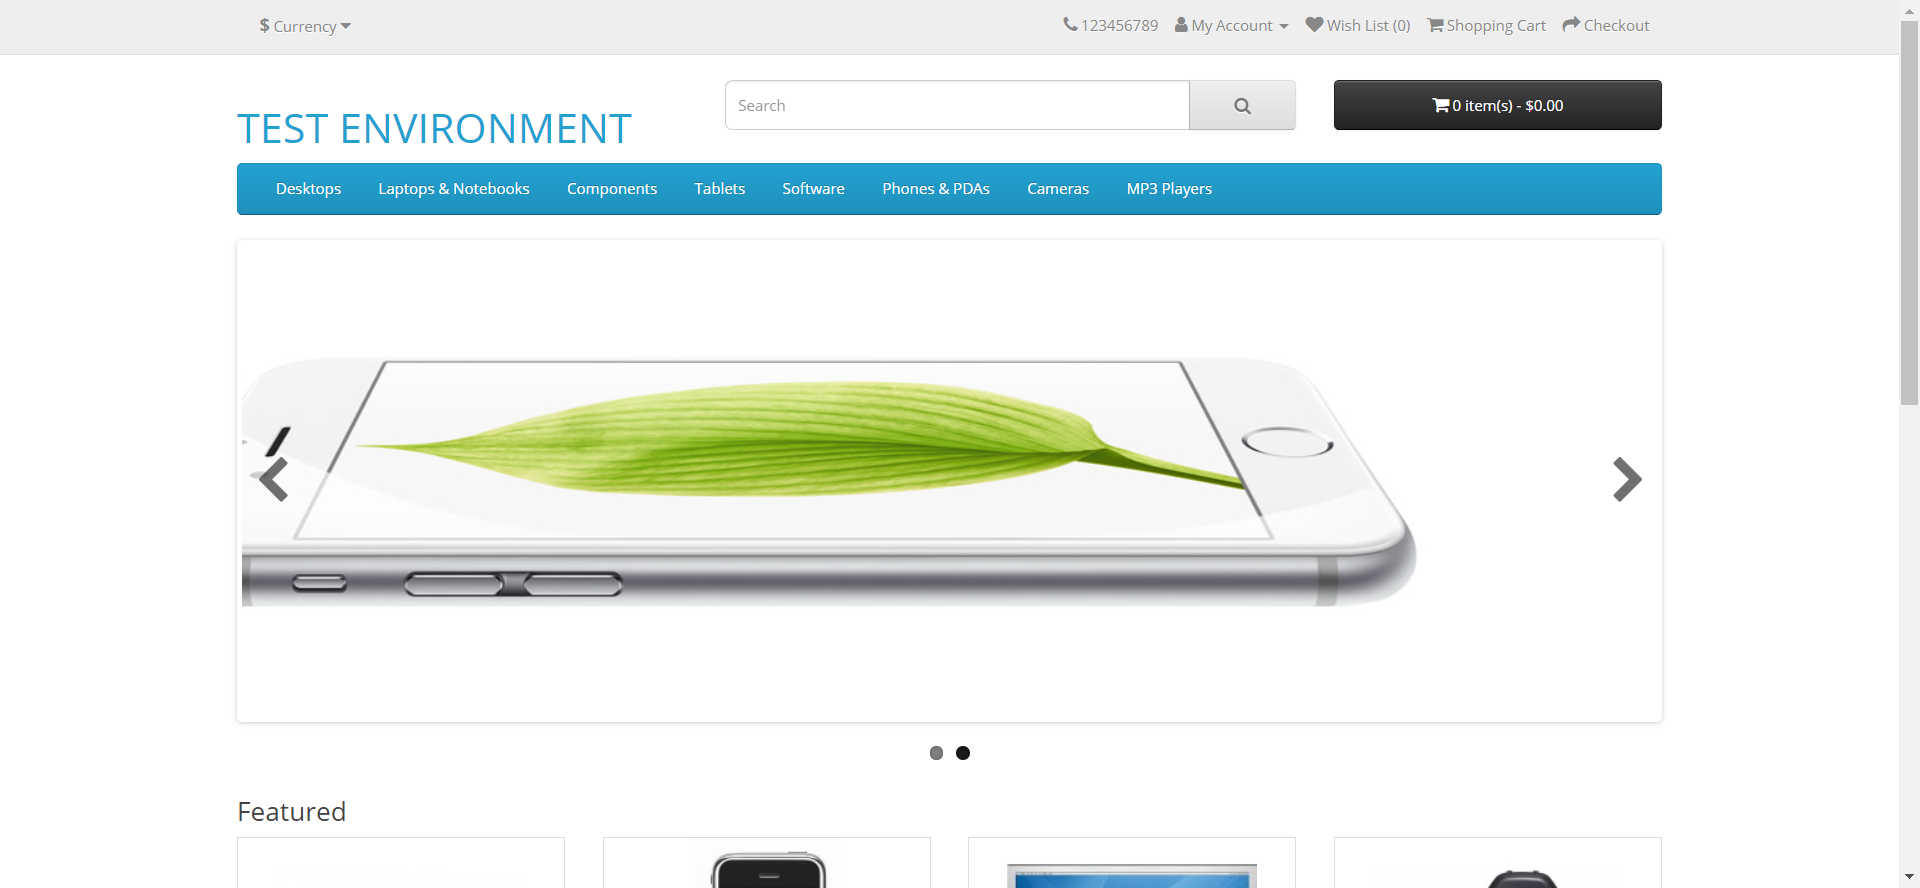 $ Currency
123456789 My Account Wish List (0) Shopping Cart Checkout
TEST ENVIRONMENT
Search
0 item(s) - $0.00
Desktops Laptops & Notebooks Components Tablets Software Phones & PDAs Cameras MP3 Players
Featured